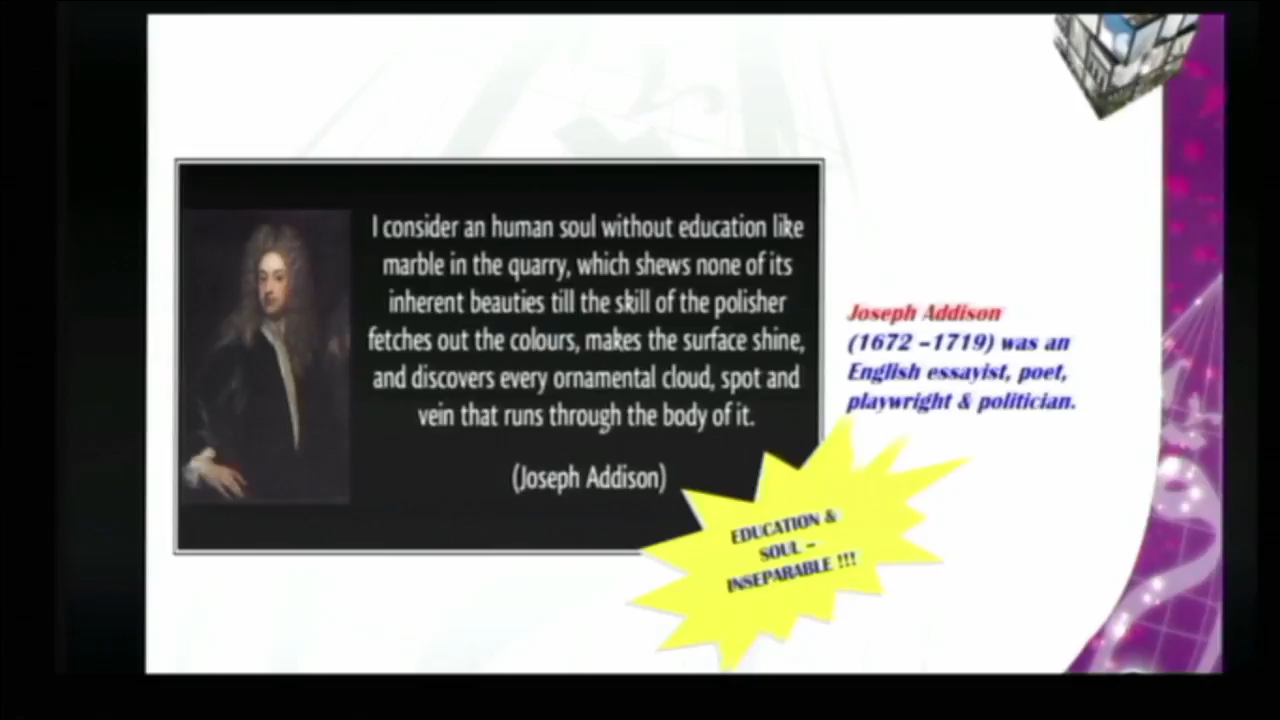 I consider an human soul without education like
marble in the quarry, which shews none of its
inherent beauties till the skill of the polisher
fetches out the colours, makes the surface shine,
and discovers every ornamental cloud, spot and
vein that runs through the body of it.
(Joseph Addison)
Joseph Addison
(1672 –1719) was an
English essayist, poet,
playwright & politician.
EDUCATION &
SOUL –
INSEPARABLE !!!